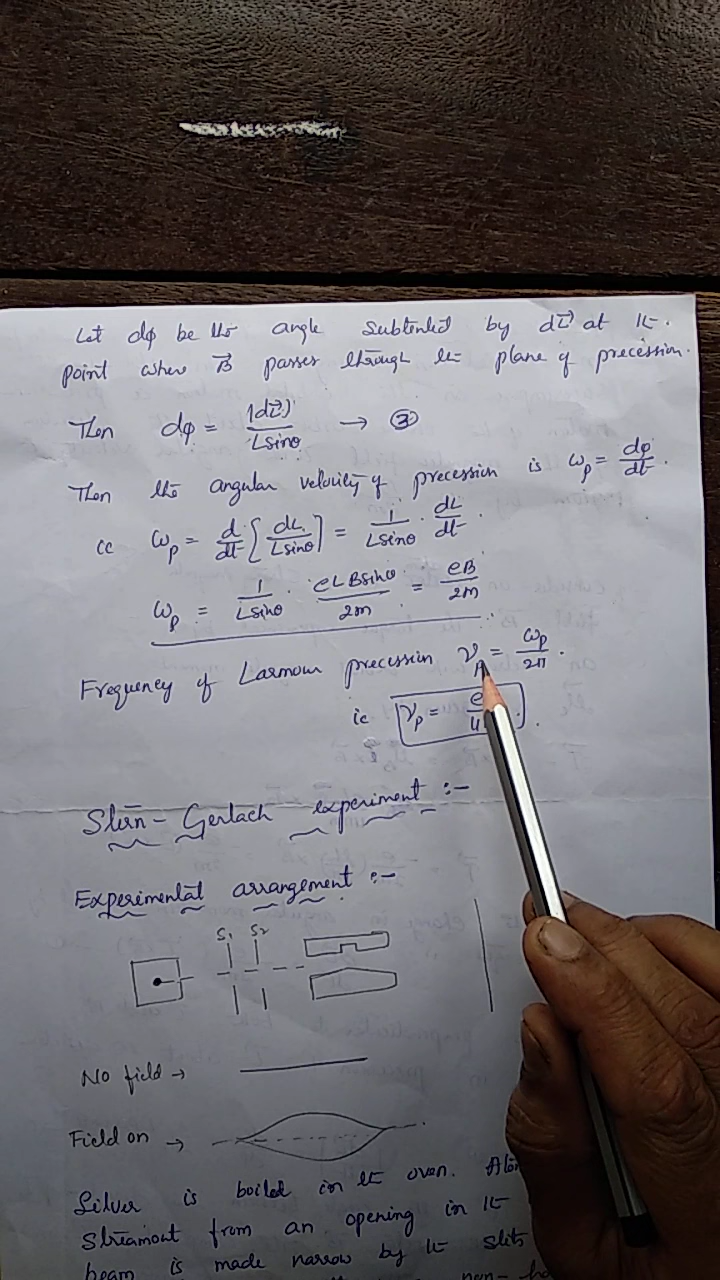 Let dφ be the angle subtended by dL⃗ at the
point where B⃗ passes through the plane of precession.
Then dφ = |dL⃗| / L sinθ → ③
Then the angular velocity of precession is ωp = dφ/dt.
ie ωp = d/dt [dL / L sinθ] = 1/L sinθ · dL/dt.
ωp = 1/L sinθ · eLB sinθ/2m = eB/2m
Frequency of Larmour precession νp = ωp/2π.
ie νp =
Stern-Gerlach experiment :-
Experimental arrangement :-
S1 S2
No field →
Field on →
Silver is boiled in the oven.
streamout from an opening in the
beam is made narrow by the slits